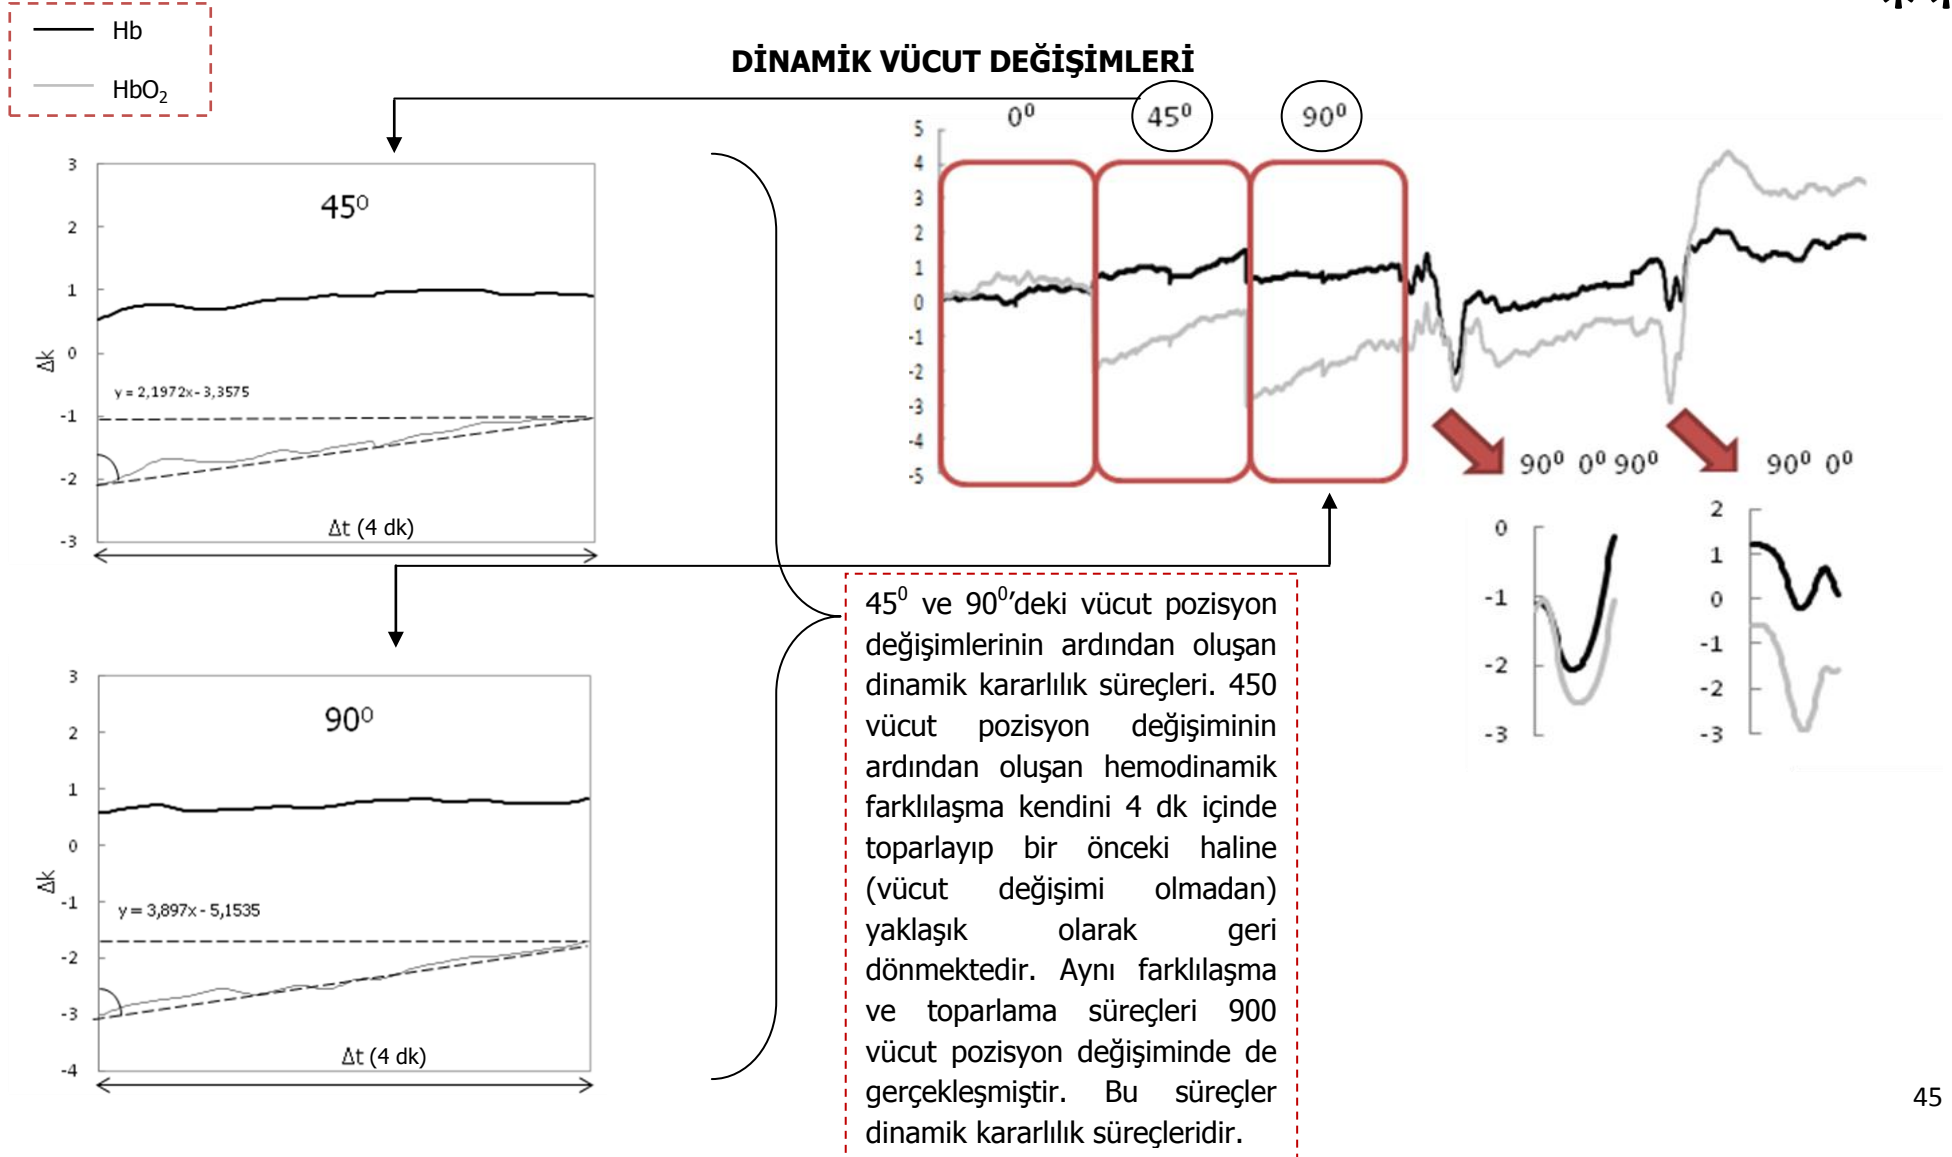 Hb
HbO₂
DİNAMİK VÜCUT DEĞİŞİMLERİ
3
2
1
0
-1
-2
-3
Δk
45⁰
y = 2,1972x - 3,3575
Δt (4 dk)
3
2
1
0
-1
-2
-3
-4
Δk
90⁰
y = 3,897x - 5,1535
Δt (4 dk)
0⁰ 45⁰ 90⁰
5
4
3
2
1
0
-1
-2
-3
-4
-5
90⁰ 0⁰ 90⁰
0
-1
-2
-3
90⁰ 0⁰
2
1
0
-1
-2
-3
45⁰ ve 90⁰'deki vücut pozisyon
değişimlerinin ardından oluşan
dinamik kararlılık süreçleri. 450
vücut pozisyon değişiminin
ardından oluşan hemodinamik
farklılaşma kendini 4 dk içinde
toparlayıp bir önceki haline
(vücut değişimi olmadan)
yaklaşık olarak geri
dönmektedir. Aynı farklılaşma
ve toparlama süreçleri 900
vücut pozisyon değişiminde de
gerçekleşmiştir. Bu süreçler
dinamik kararlılık süreçleridir.
45